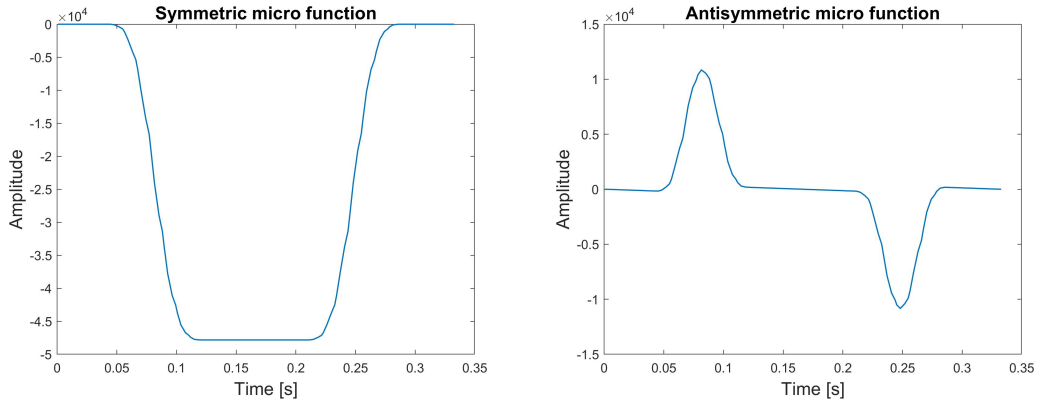 Symmetric micro function
×10⁴
0
-0.5
-1
-1.5
-2
-2.5
-3
-3.5
-4
-4.5
-5
Amplitude
0 0.05 0.1 0.15 0.2 0.25 0.3 0.35
Time [s]
Antisymmetric micro function
×10⁴
1.5
1
0.5
0
-0.5
-1
-1.5
Amplitude
0 0.05 0.1 0.15 0.2 0.25 0.3 0.35
Time [s]